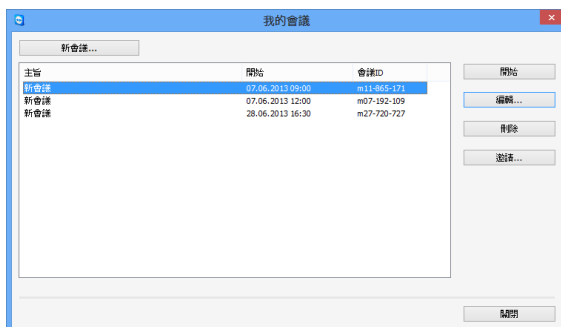 我的會議
新會議...
主旨 開始 會議ID
新會議 07.06.2013 09:00 m11-865-171
新會議 07.06.2013 12:00 m07-192-109
新會議 28.06.2013 16:30 m27-720-727
開始
編輯...
刪除
邀請...
關閉